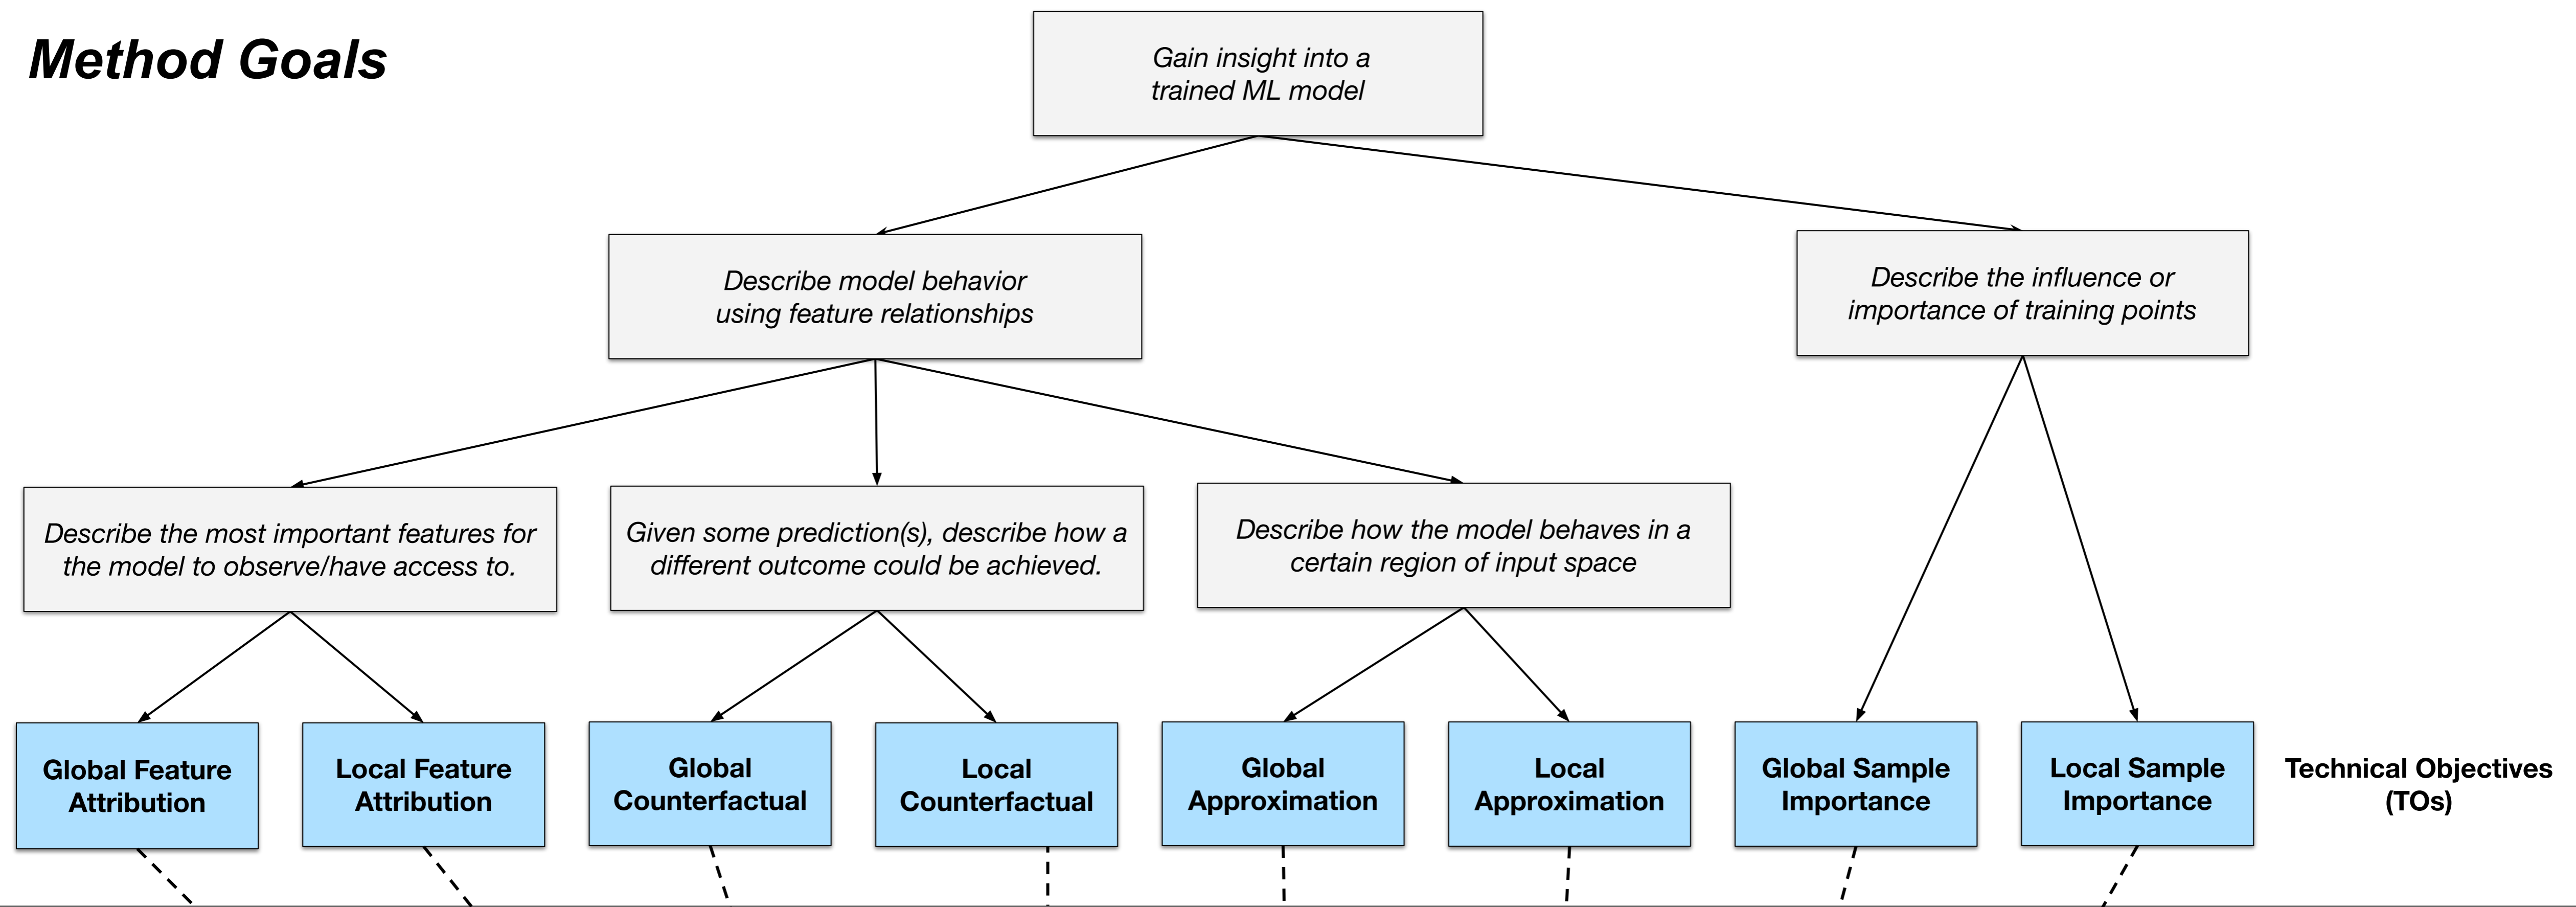 Method Goals
Gain insight into a
trained ML model
Describe model behavior
using feature relationships
Describe the influence or
importance of training points
Describe the most important features for
the model to observe/have access to.
Given some prediction(s), describe how a
different outcome could be achieved.
Describe how the model behaves in a
certain region of input space
Global Feature
Attribution
Local Feature
Attribution
Global
Counterfactual
Local
Counterfactual
Global
Approximation
Local
Approximation
Global Sample
Importance
Local Sample
Importance
Technical Objectives
(TOs)